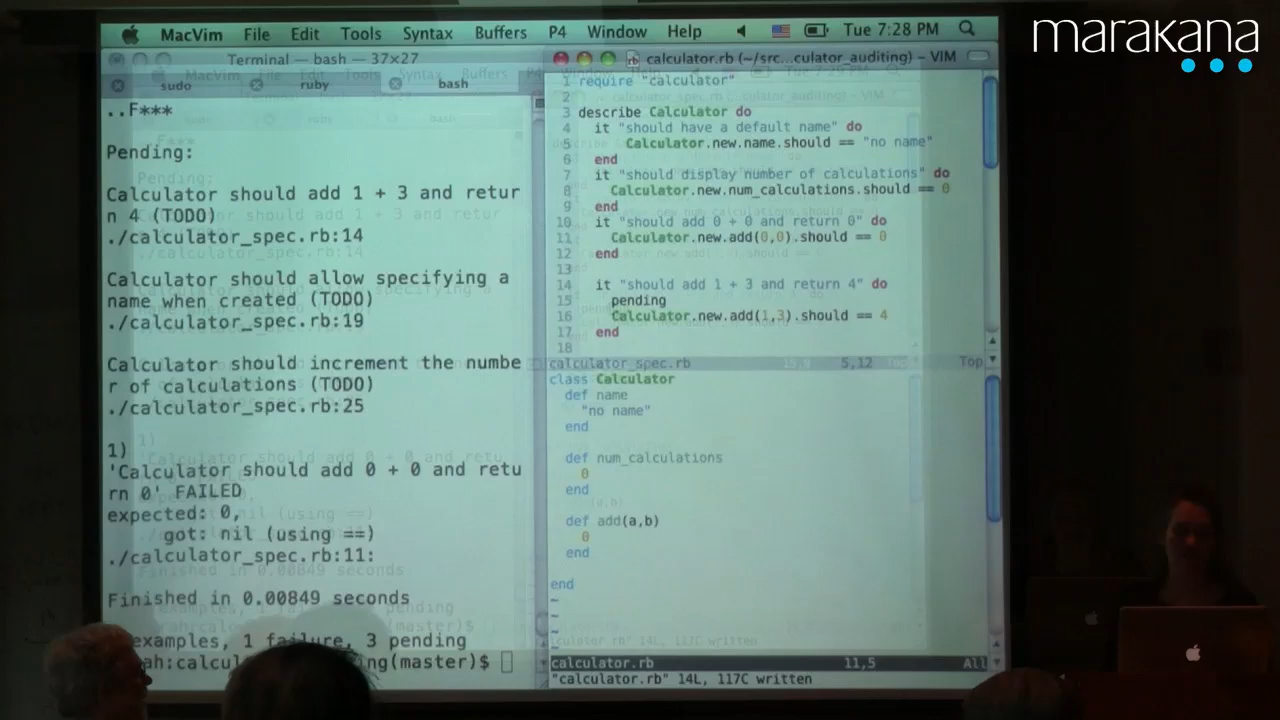 marakana
MacVim File Edit Tools Syntax Buffers P4 Window Help Tue 7:28 PM
Terminal — bash — 37×27
sudo ruby bash
..F***
Pending:
Calculator should add 1 + 3 and retur
n 4 (TODO)
./calculator_spec.rb:14
Calculator should allow specifying a
name when created (TODO)
./calculator_spec.rb:19
Calculator should increment the numbe
r of calculations (TODO)
./calculator_spec.rb:25
1)
'Calculator should add 0 + 0 and retu
rn 0' FAILED
expected: 0,
got: nil (using ==)
./calculator_spec.rb:11:
Finished in 0.00849 seconds
examples, 1 failure, 3 pending
ah:calcul
ng(master)$
calculator.rb (~/src...culator_auditing) — VIM
1 require "calculator"
2
3 describe Calculator do
4 it "should have a default name" do
5 Calculator.new.name.should == "no name"
6 end
7 it "should display number of calculations" do
8 Calculator.new.num_calculations.should == 0
9 end
10 it "should add 0 + 0 and return 0" do
11 Calculator.new.add(0,0).should == 0
12 end
13
14 it "should add 1 + 3 and return 4" do
15 pending
16 Calculator.new.add(1,3).should == 4
17 end
18
calculator_spec.rb 5,12 Top
class Calculator
def name
"no name"
end
def num_calculations
0
end
def add(a,b)
0
end
end
~
~
~
calculator.rb 11,5 All
"calculator.rb" 14L, 117C written